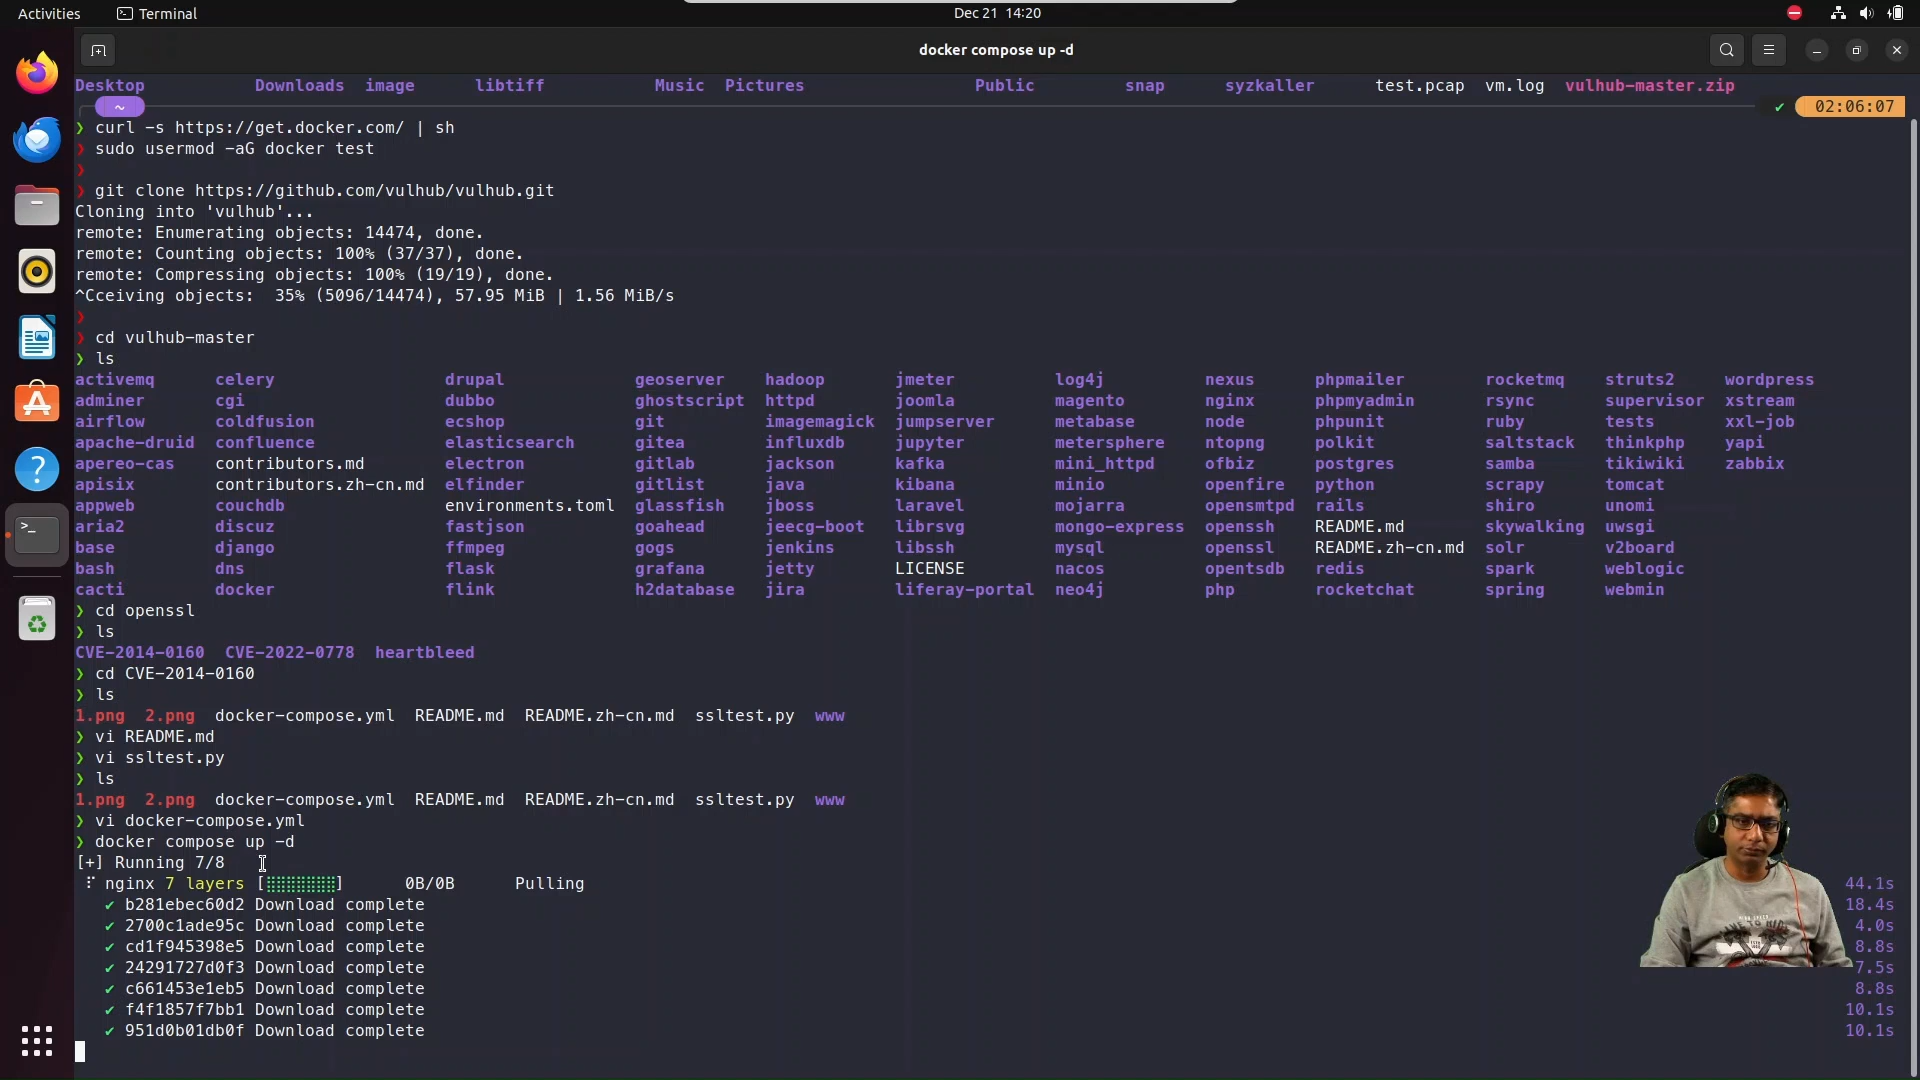 Activities Terminal Dec 21 14:20
docker compose up -d
Desktop Downloads image libtiff Music Pictures Public snap syzkaller test.pcap vm.log vulhub-master.zip
~ ✔ 02:06:07
❯ curl -s https://get.docker.com/ | sh
❯ sudo usermod -aG docker test
❯
❯ git clone https://github.com/vulhub/vulhub.git
Cloning into 'vulhub'...
remote: Enumerating objects: 14474, done.
remote: Counting objects: 100% (37/37), done.
remote: Compressing objects: 100% (19/19), done.
^Cceiving objects:  35% (5096/14474), 57.95 MiB | 1.56 MiB/s
❯
❯ cd vulhub-master
❯ ls
activemq celery drupal geoserver hadoop jmeter log4j nexus phpmailer rocketmq struts2 wordpress
adminer cgi dubbo ghostscript httpd joomla magento nginx phpmyadmin rsync supervisor xstream
airflow coldfusion ecshop git imagemagick jumpserver metabase node phpunit ruby tests xxl-job
apache-druid confluence elasticsearch gitea influxdb jupyter metersphere ntopng polkit saltstack thinkphp yapi
apereo-cas contributors.md electron gitlab jackson kafka mini_httpd ofbiz postgres samba tikiwiki zabbix
apisix contributors.zh-cn.md elfinder gitlist java kibana minio openfire python scrapy tomcat
appweb couchdb environments.toml glassfish jboss laravel mojarra opensmtpd rails shiro unomi
aria2 discuz fastjson goahead jeecg-boot librsvg mongo-express openssh README.md skywalking uwsgi
base django ffmpeg gogs jenkins libssh mysql openssl README.zh-cn.md solr v2board
bash dns flask grafana jetty LICENSE nacos opentsdb redis spark weblogic
cacti docker flink h2database jira liferay-portal neo4j php rocketchat spring webmin
❯ cd openssl
❯ ls
CVE-2014-0160 CVE-2022-0778 heartbleed
❯ cd CVE-2014-0160
❯ ls
1.png 2.png docker-compose.yml README.md README.zh-cn.md ssltest.py www
❯ vi README.md
❯ vi ssltest.py
❯ ls
1.png 2.png docker-compose.yml README.md README.zh-cn.md ssltest.py www
❯ vi docker-compose.yml
❯ docker compose up -d
[+] Running 7/8
nginx 7 layers [⣿⣿⣿⣿⣿⣿⣿] 0B/0B Pulling 44.1s
✔ b281ebec60d2 Download complete 18.4s
✔ 2700c1ade95c Download complete 4.0s
✔ cd1f945398e5 Download complete 8.8s
✔ 24291727d0f3 Download complete 7.5s
✔ c661453e1eb5 Download complete 8.8s
✔ f4f1857f7bb1 Download complete 10.1s
✔ 951d0b01db0f Download complete 10.1s